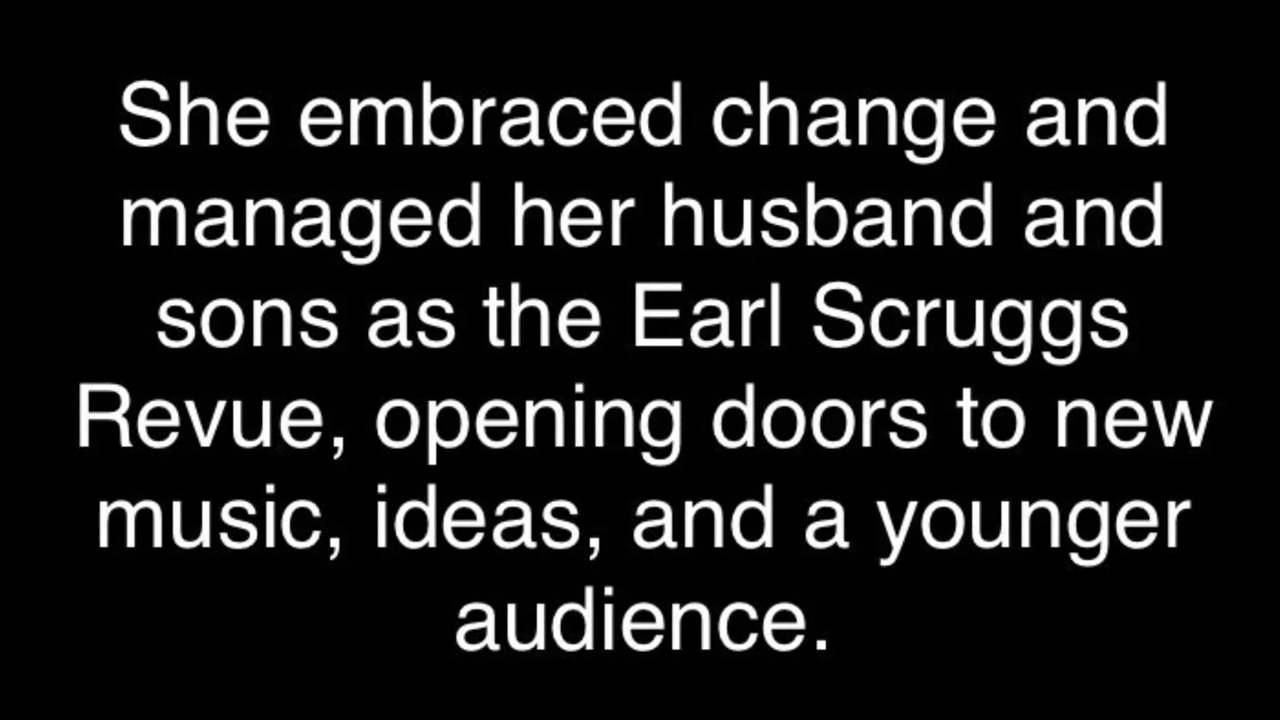 She embraced change and
managed her husband and
sons as the Earl Scruggs
Revue, opening doors to new
music, ideas, and a younger
audience.